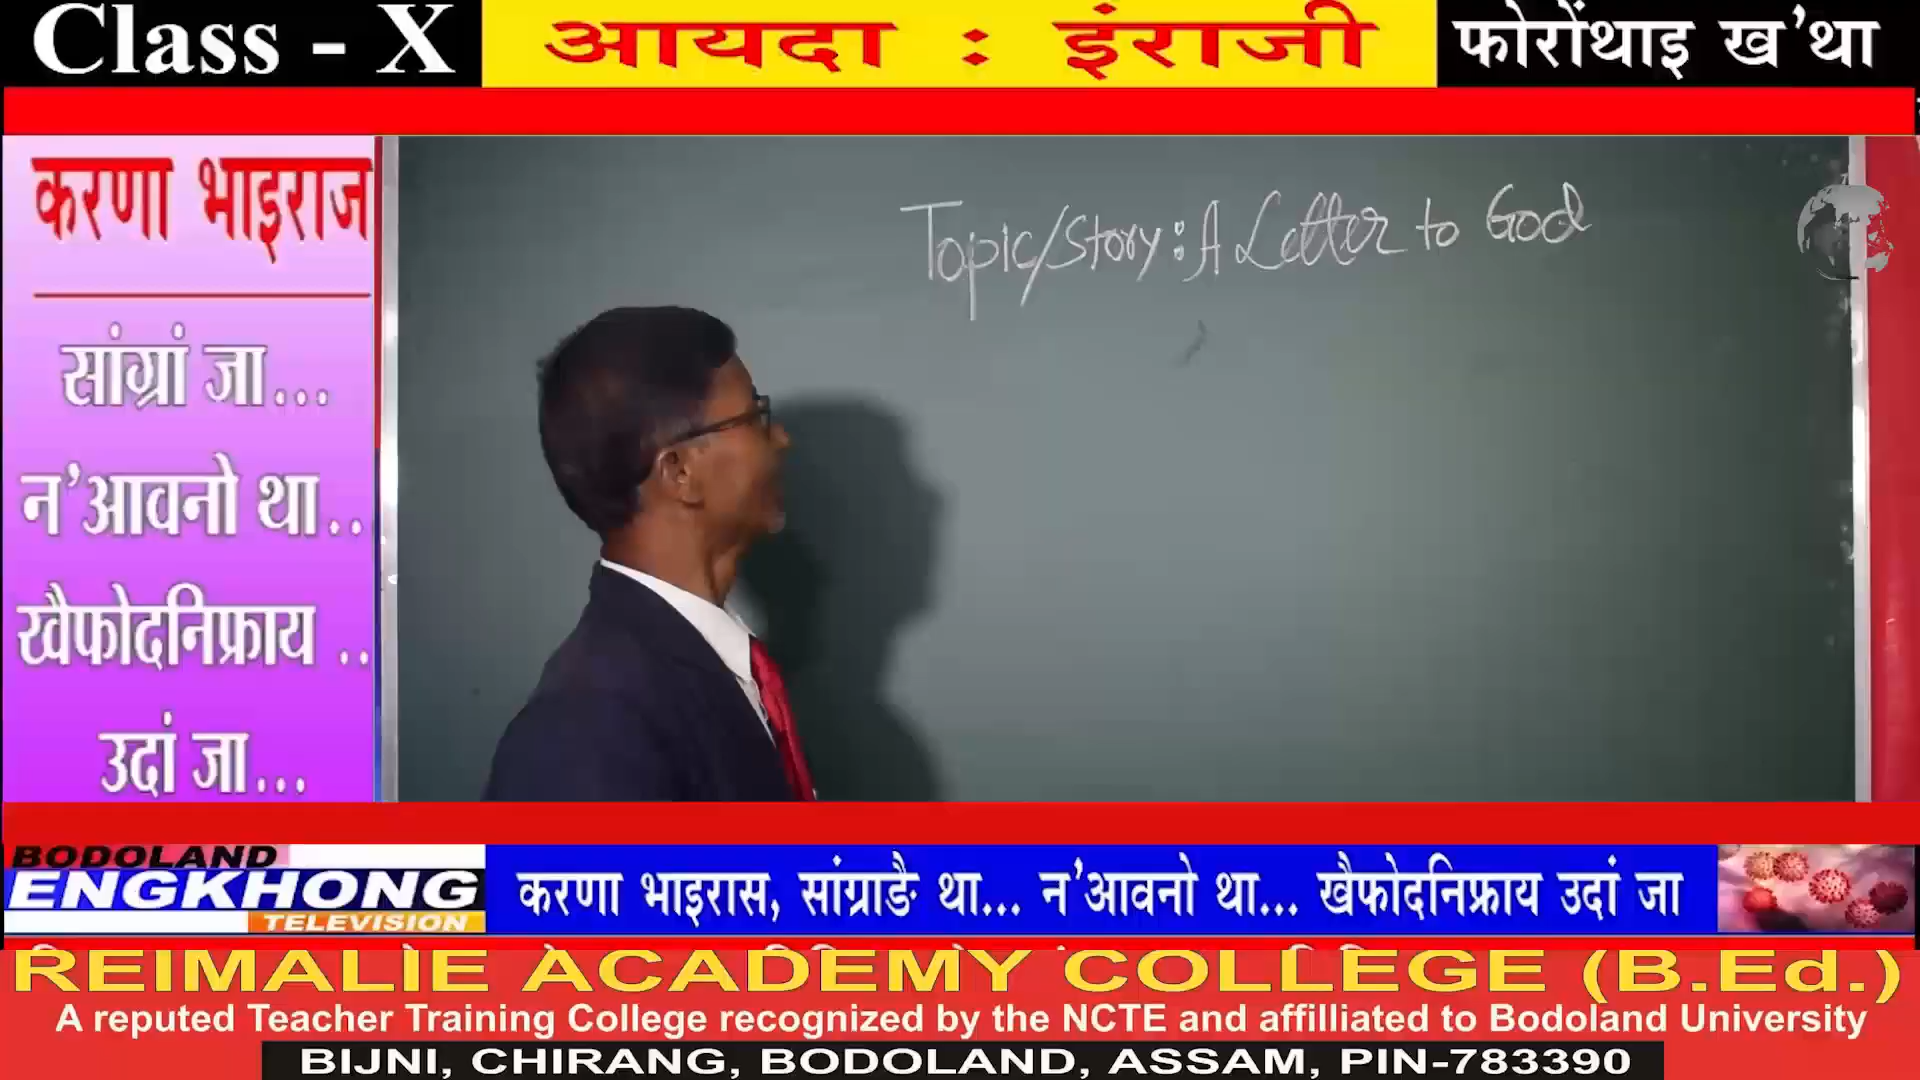 Class - X
आयदा : इंराजी
फोरोंथाइ ख’था
करणा भाइराज
सांग्रां जा...
न’आवनो था..
खैफोदनिफ्राय ..
उदां जा...
Topic/Story: A Letter to God
BODOLAND
ENGKHONG
TELEVISION
करणा भाइरास, सांग्राङै था... न’आवनो था... खैफोदनिफ्राय उदां जा
REIMALIE ACADEMY COLLEGE (B.Ed.)
A reputed Teacher Training College recognized by the NCTE and affilliated to Bodoland University
BIJNI, CHIRANG, BODOLAND, ASSAM, PIN-783390